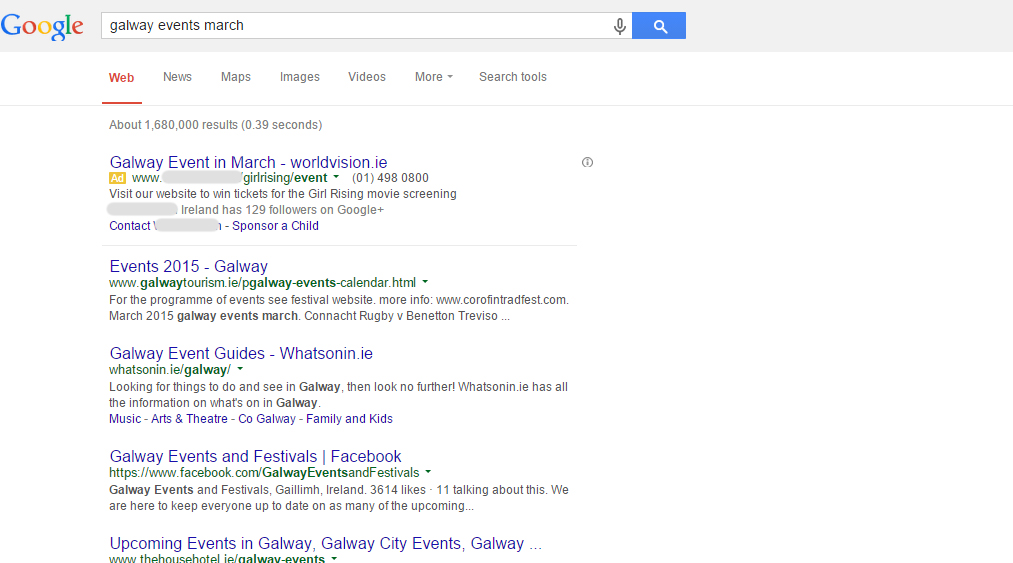 Google
galway events march
Web News Maps Images Videos More Search tools
About 1,680,000 results (0.39 seconds)
Galway Event in March - worldvision.ie
Ad www. /girlrising/event (01) 498 0800
Visit our website to win tickets for the Girl Rising movie screening
Ireland has 129 followers on Google+
Contact - Sponsor a Child
Events 2015 - Galway
www.galwaytourism.ie/pgalway-events-calendar.html
For the programme of events see festival website. more info: www.corofintradfest.com.
March 2015 galway events march. Connacht Rugby v Benetton Treviso ...
Galway Event Guides - Whatsonin.ie
whatsonin.ie/galway/
Looking for things to do and see in Galway, then look no further! Whatsonin.ie has all
the information on what's on in Galway.
Music - Arts & Theatre - Co Galway - Family and Kids
Galway Events and Festivals | Facebook
https://www.facebook.com/GalwayEventsandFestivals
Galway Events and Festivals, Gaillimh, Ireland. 3614 likes · 11 talking about this. We
are here to keep everyone up to date on as many of the upcoming...
Upcoming Events in Galway, Galway City Events, Galway ...
www.thehousehotel.ie/galway-events